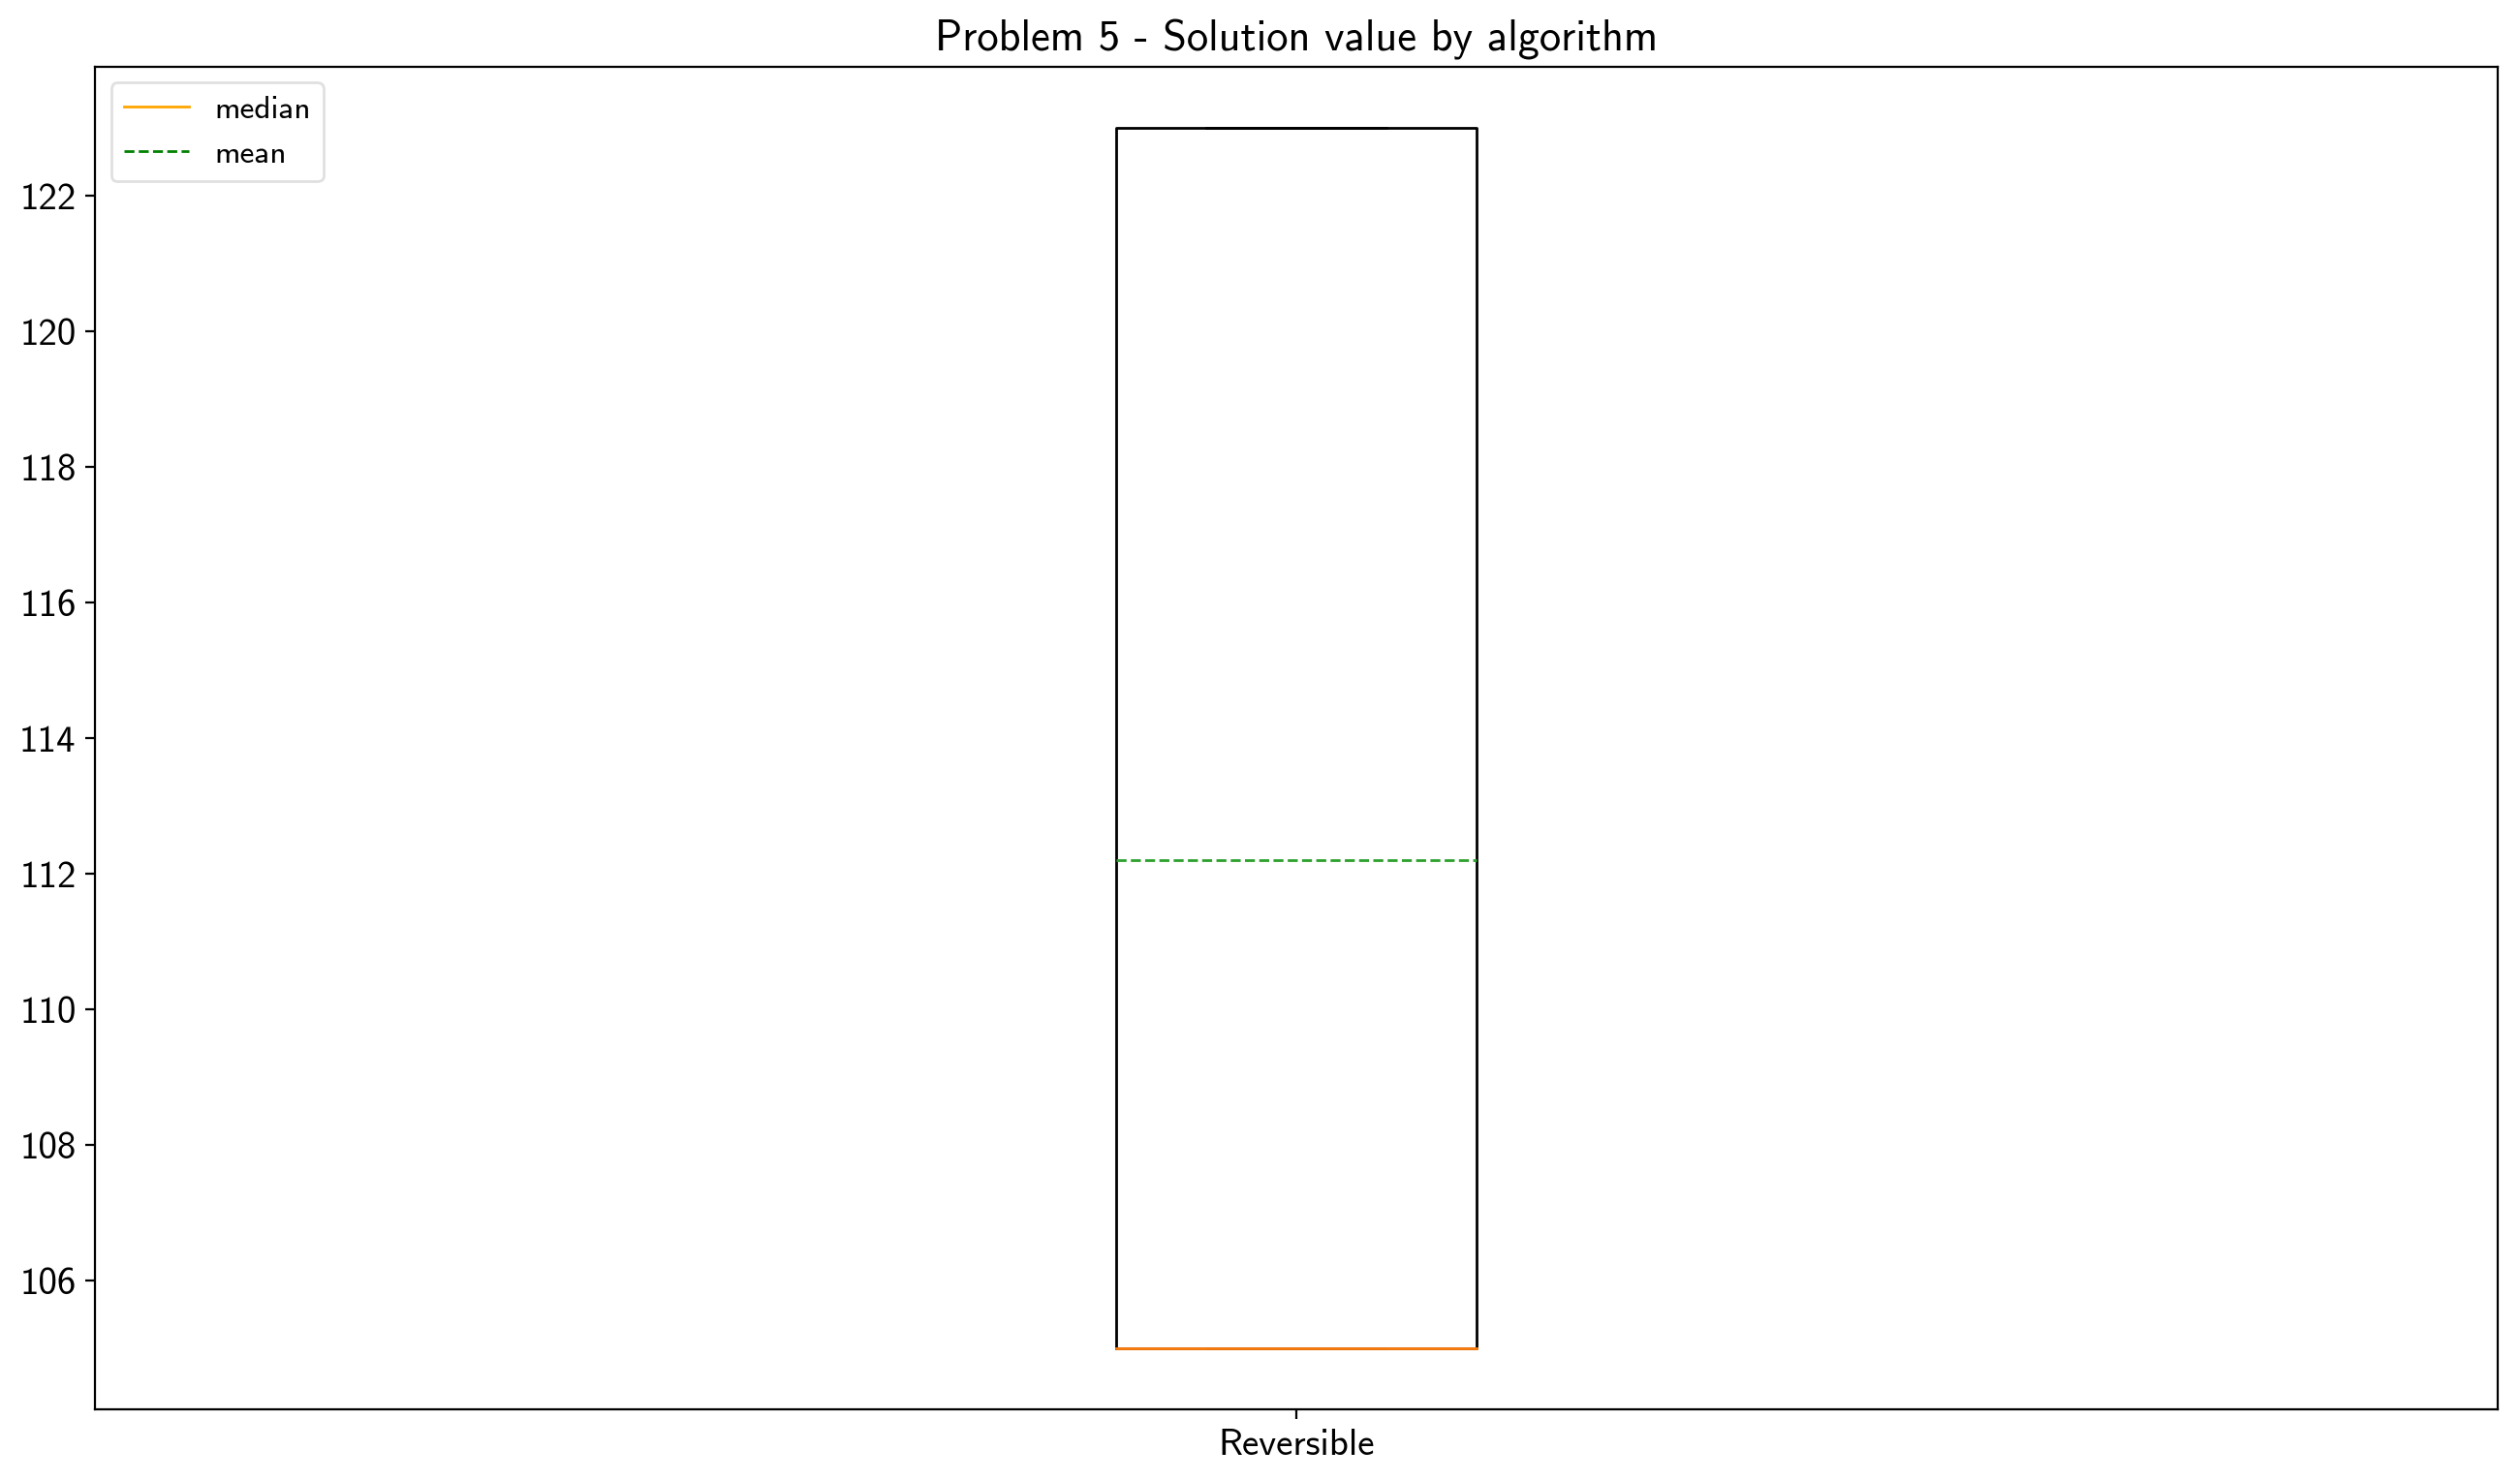 Problem 5 - Solution value by algorithm
median
mean
122
120
118
116
114
112
110
108
106
Reversible